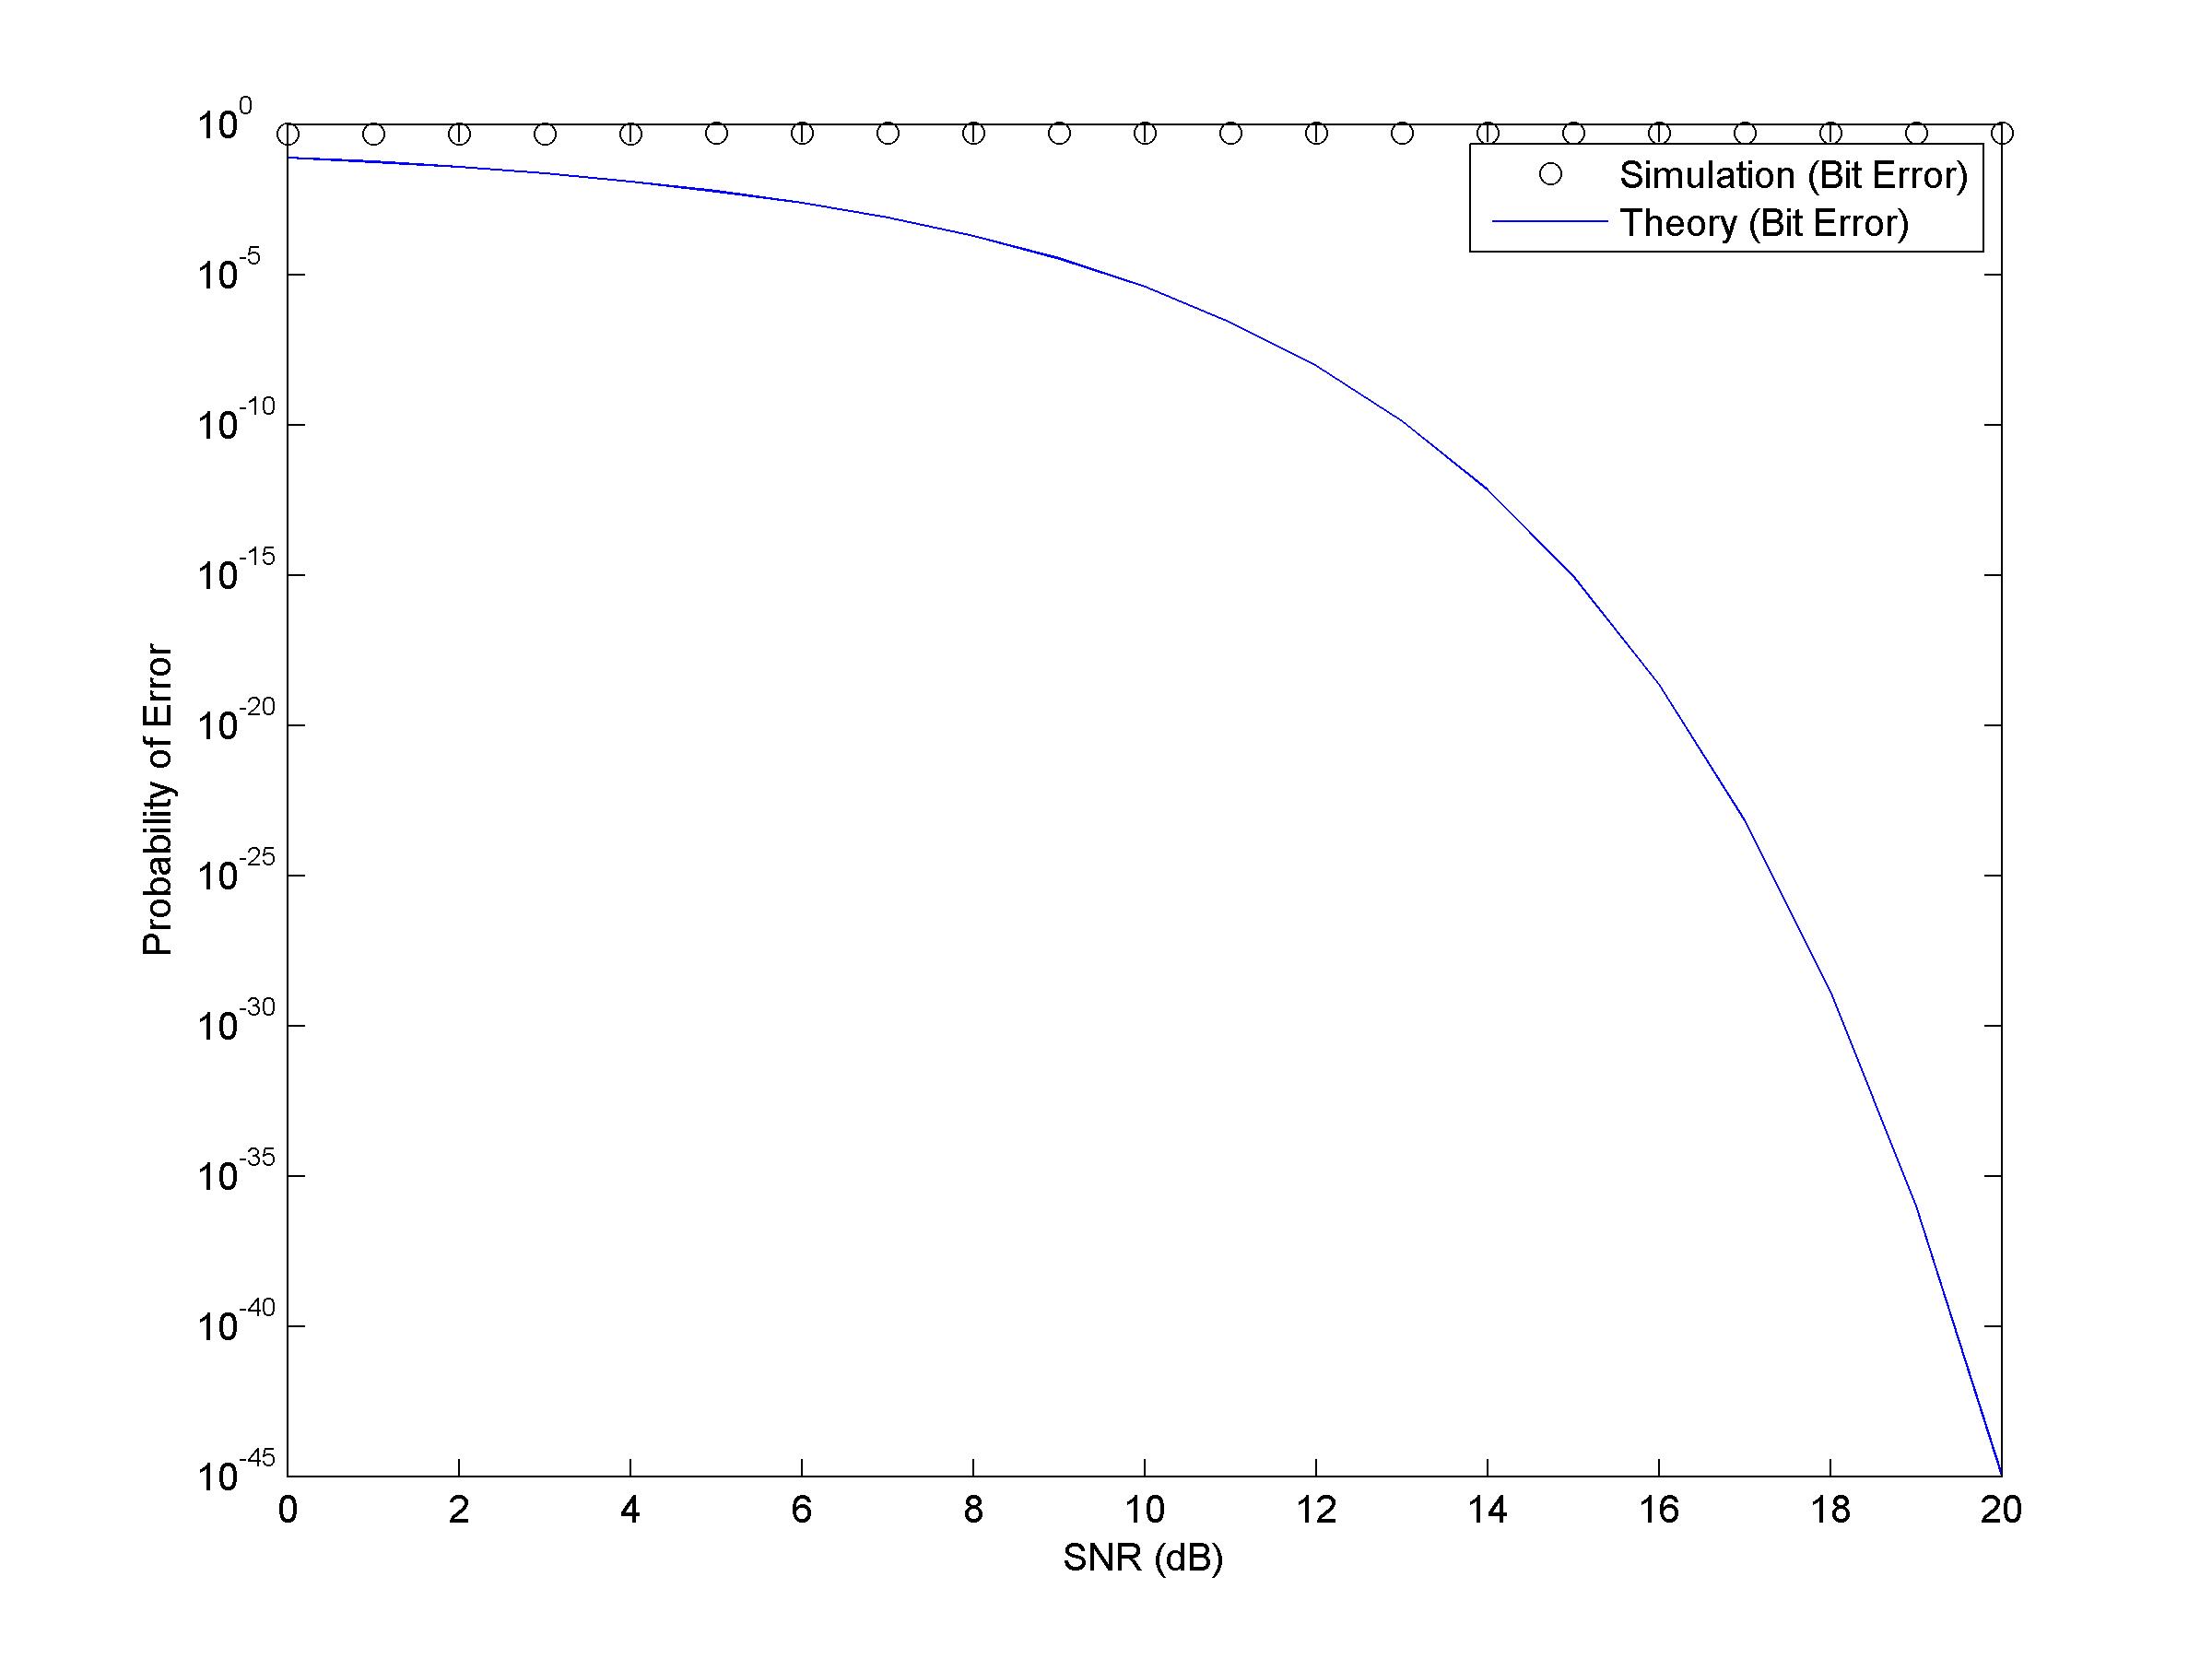 10^0
10^-5
10^-10
10^-15
10^-20
10^-25
10^-30
10^-35
10^-40
10^-45
Probability of Error
Simulation (Bit Error)
Theory (Bit Error)
0 2 4 6 8 10 12 14 16 18 20
SNR (dB)